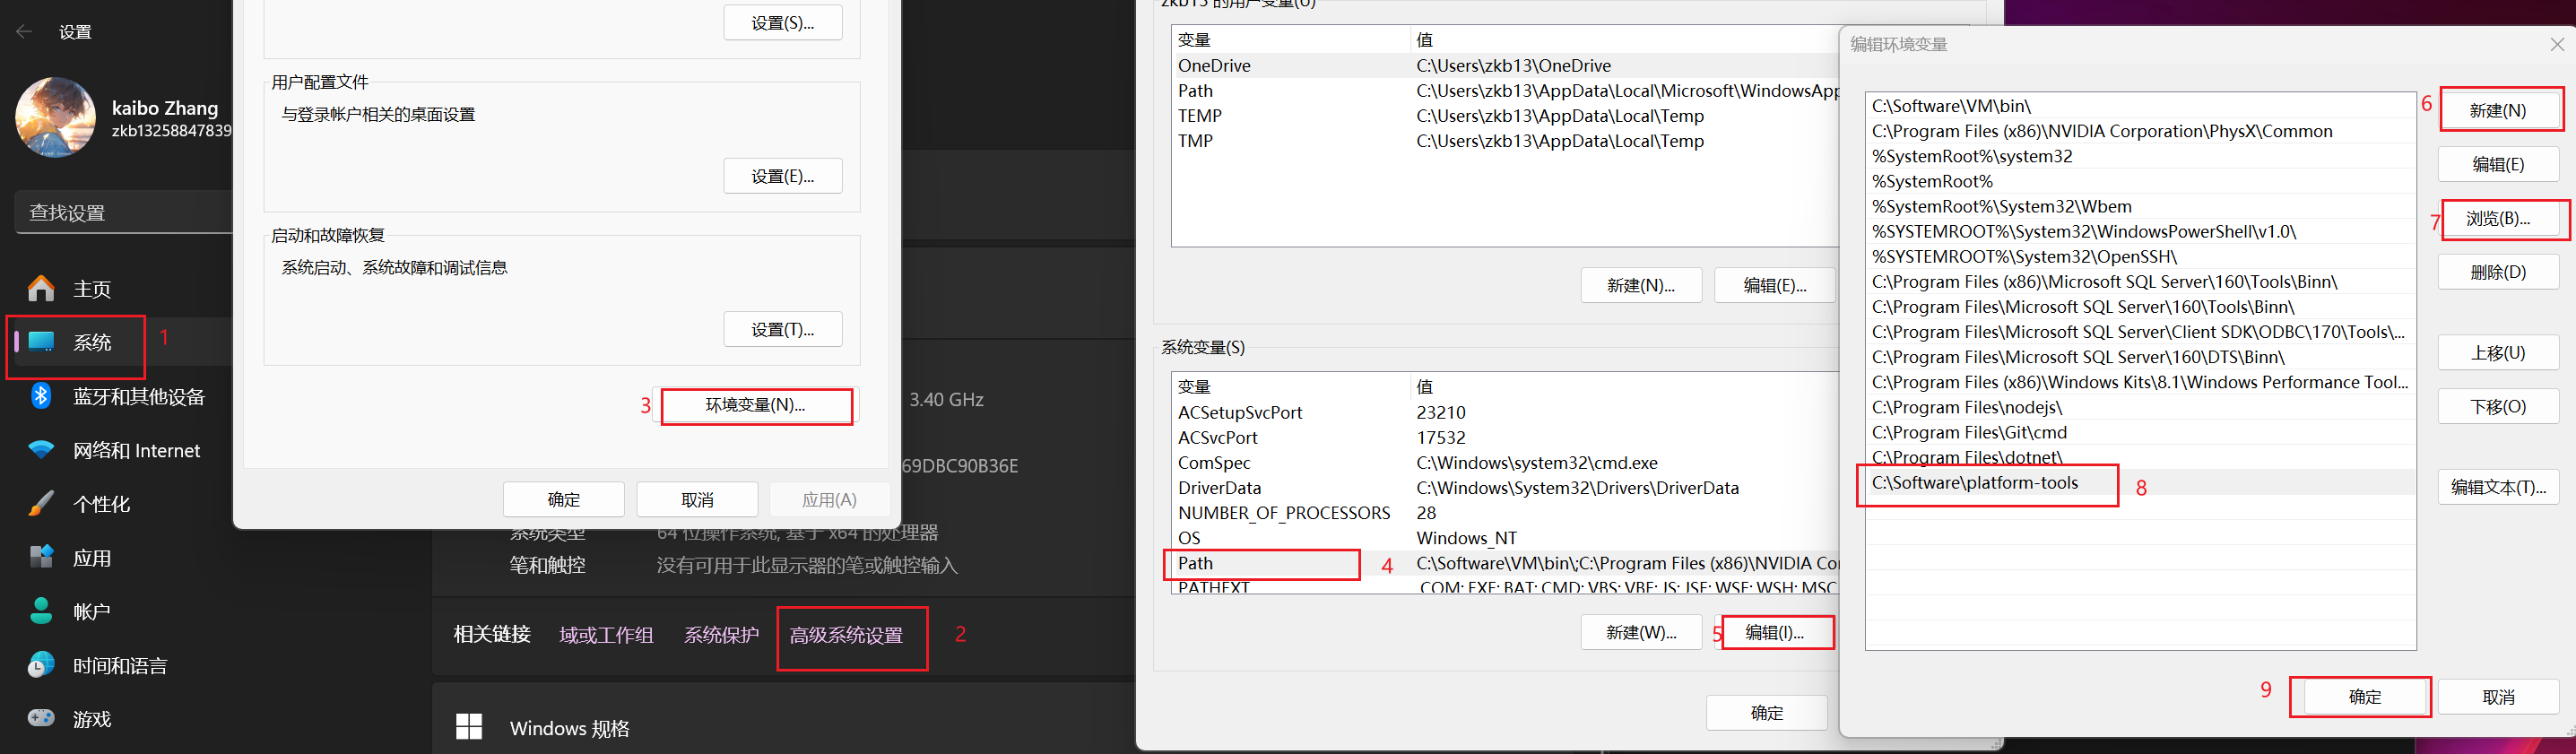 设置
kaibo Zhang
zkb13258847839
查找设置
主页
系统
1
蓝牙和其他设备
网络和 Internet
个性化
应用
帐户
时间和语言
游戏
设置(S)...
用户配置文件
与登录帐户相关的桌面设置
设置(E)...
启动和故障恢复
系统启动、系统故障和调试信息
设置(T)...
3
环境变量(N)...
确定
取消
应用(A)
3.40 GHz
69DBC90B36E
系统类型 64 位操作系统, 基于 x64 的处理器
笔和触控 没有可用于此显示器的笔或触控输入
相关链接 域或工作组 系统保护 高级系统设置 2
Windows 规格
zkb13 的用户变量(U)
变量 值
OneDrive C:\Users\zkb13\OneDrive
Path C:\Users\zkb13\AppData\Local\Microsoft\WindowsApp
TEMP C:\Users\zkb13\AppData\Local\Temp
TMP C:\Users\zkb13\AppData\Local\Temp
新建(N)... 编辑(E)...
系统变量(S)
变量 值
ACSetupSvcPort 23210
ACSvcPort 17532
ComSpec C:\Windows\system32\cmd.exe
DriverData C:\Windows\System32\Drivers\DriverData
NUMBER_OF_PROCESSORS 28
OS Windows_NT
Path 4 C:\Software\VM\bin\;C:\Program Files (x86)\NVIDIA Co
PATHEXT .COM;.EXE;.BAT;.CMD;.VBS;.VBE;.JS;.JSE;.WSF;.WSH;.MSC
新建(W)... 5 编辑(I)...
确定
编辑环境变量
C:\Software\VM\bin\
C:\Program Files (x86)\NVIDIA Corporation\PhysX\Common
%SystemRoot%\system32
%SystemRoot%
%SystemRoot%\System32\Wbem
%SYSTEMROOT%\System32\WindowsPowerShell\v1.0\
%SYSTEMROOT%\System32\OpenSSH\
C:\Program Files (x86)\Microsoft SQL Server\160\Tools\Binn\
C:\Program Files\Microsoft SQL Server\160\Tools\Binn\
C:\Program Files\Microsoft SQL Server\Client SDK\ODBC\170\Tools\...
C:\Program Files\Microsoft SQL Server\160\DTS\Binn\
C:\Program Files (x86)\Windows Kits\8.1\Windows Performance Tool...
C:\Program Files\nodejs\
C:\Program Files\Git\cmd
C:\Program Files\dotnet\
C:\Software\platform-tools 8
6 新建(N)
编辑(E)
7 浏览(B)...
删除(D)
上移(U)
下移(O)
编辑文本(T)...
9 确定
取消